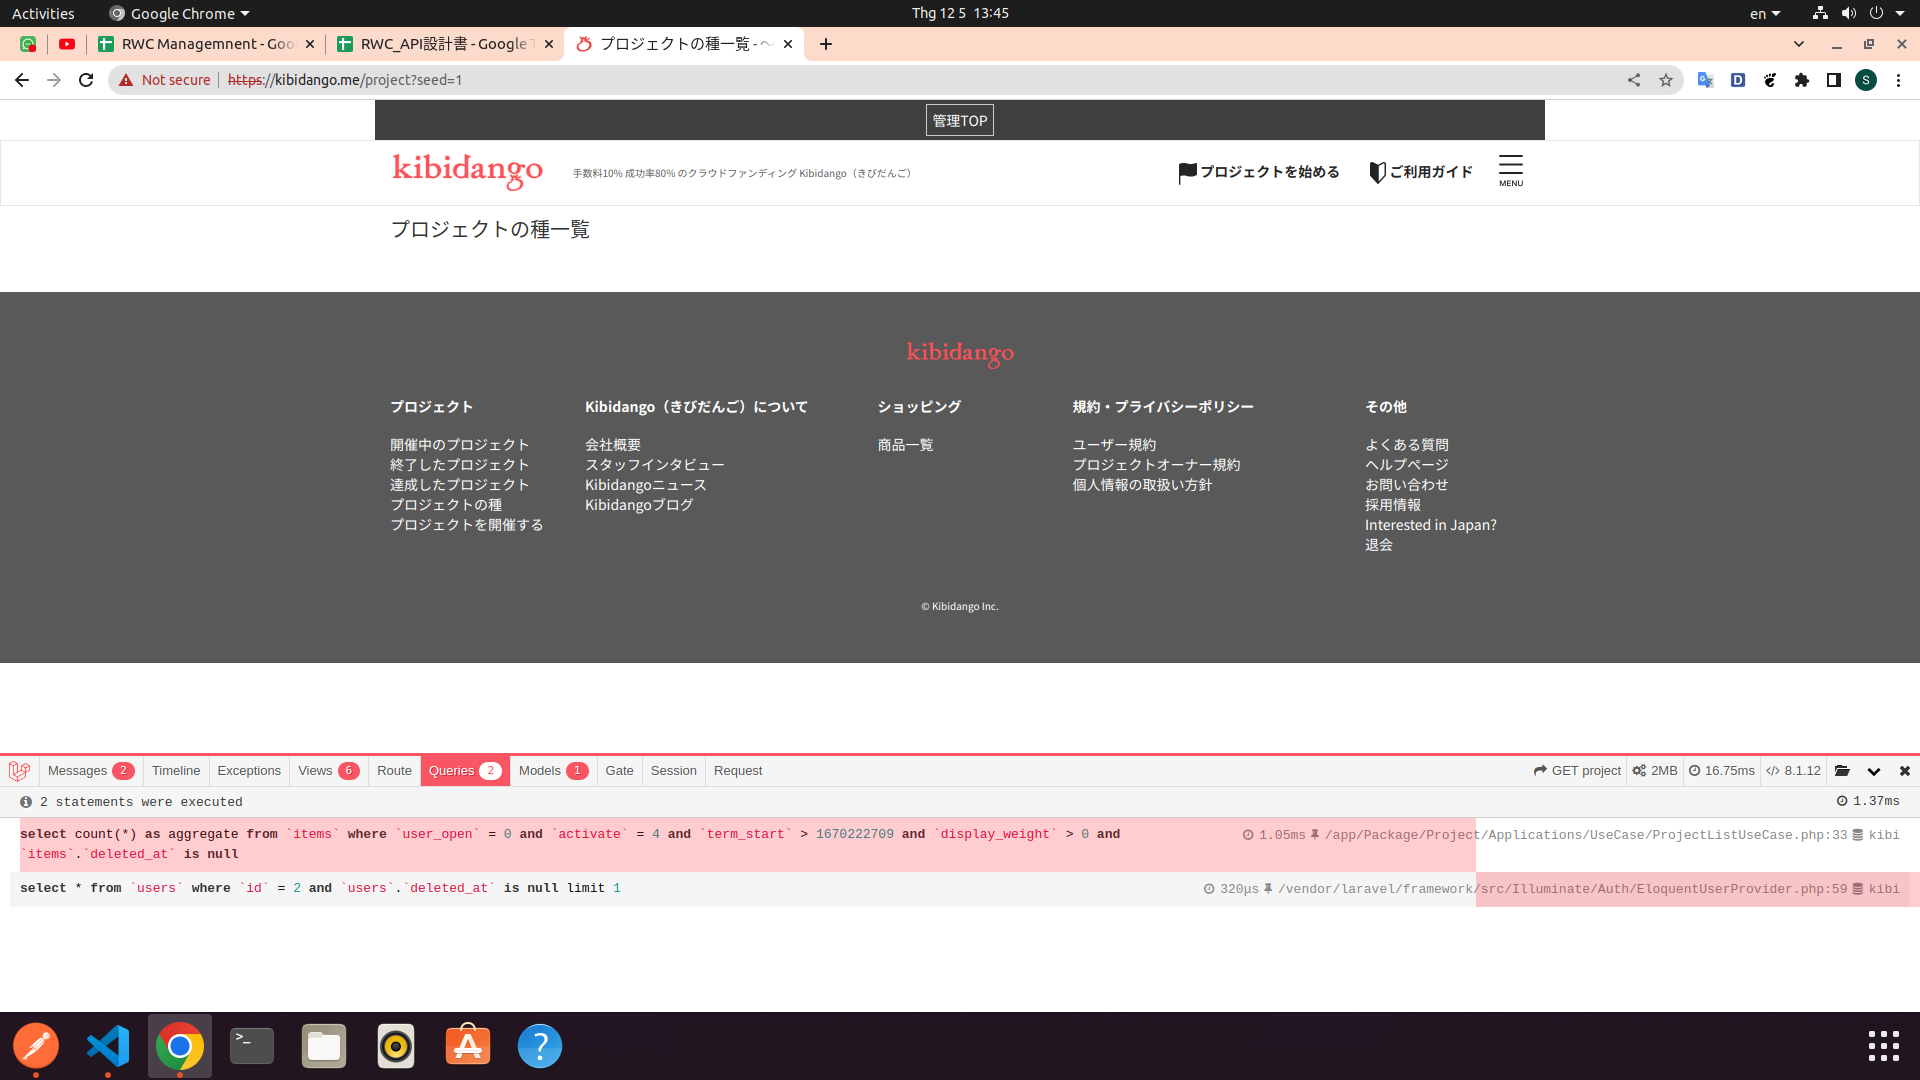 Activities
Google Chrome
Thg 12 5 13:45
en
RWC Managemnent - Goo
RWC_API設計書 - Google T
プロジェクトの種一覧 - ～
Not secure
https://kibidango.me/project?seed=1
S
管理TOP
kibidango
手数料10% 成功率80% のクラウドファンディング Kibidango（きびだんご）
プロジェクトを始める
ご利用ガイド
MENU
プロジェクトの種一覧
kibidango
プロジェクト
開催中のプロジェクト
終了したプロジェクト
達成したプロジェクト
プロジェクトの種
プロジェクトを開催する
Kibidango（きびだんご）について
会社概要
スタッフインタビュー
Kibidangoニュース
Kibidangoブログ
ショッピング
商品一覧
規約・プライバシーポリシー
ユーザー規約
プロジェクトオーナー規約
個人情報の取扱い方針
その他
よくある質問
ヘルプページ
お問い合わせ
採用情報
Interested in Japan?
退会
© Kibidango Inc.
Messages 2 Timeline Exceptions Views 6 Route Queries 2 Models 1 Gate Session Request
GET project 2MB 16.75ms 8.1.12
2 statements were executed
1.37ms
select count(*) as aggregate from `items` where `user_open` = 0 and `activate` = 4 and `term_start` > 1670222709 and `display_weight` > 0 and
`items`.`deleted_at` is null
1.05ms /app/Package/Project/Applications/UseCase/ProjectListUseCase.php:33 kibi
select * from `users` where `id` = 2 and `users`.`deleted_at` is null limit 1
320μs /vendor/laravel/framework/src/Illuminate/Auth/EloquentUserProvider.php:59 kibi